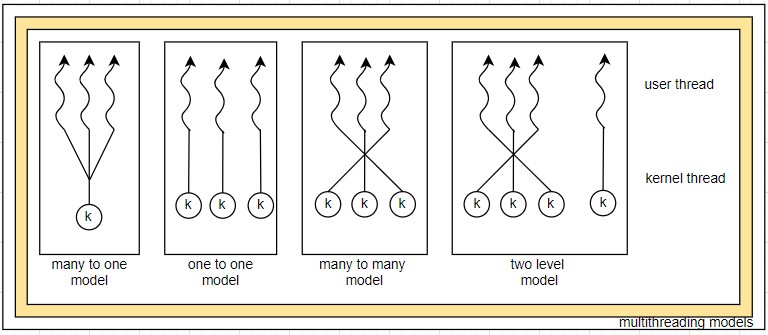 user thread
kernel thread
k
k k k
k k k
k k k k
many to one
model
one to one
model
many to many
model
two level
model
multithreading models